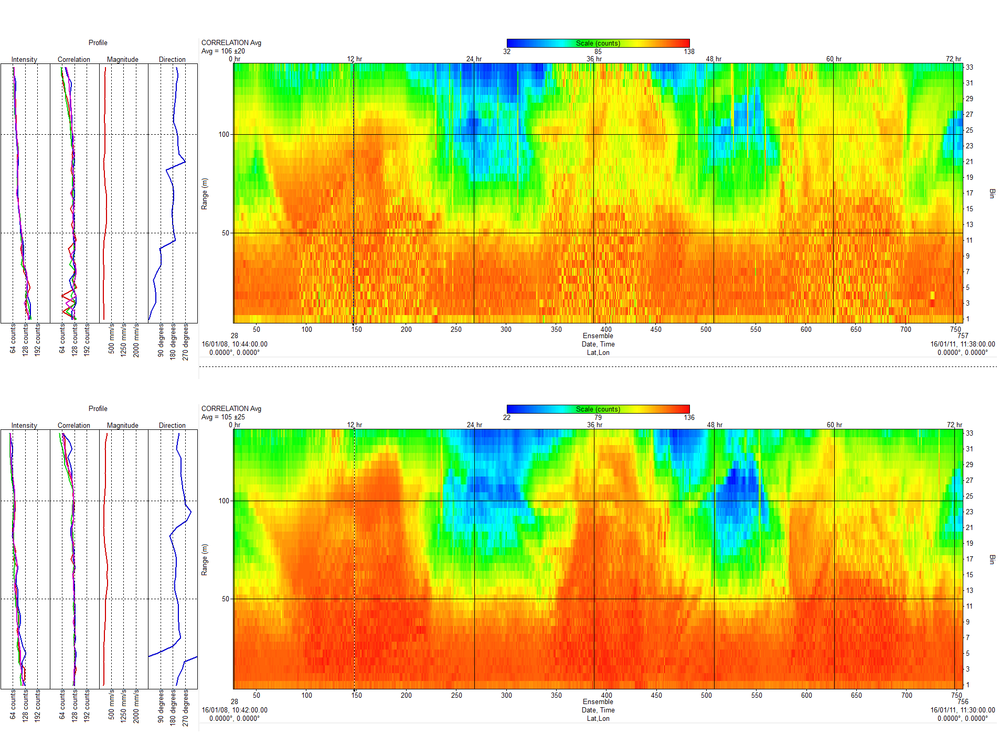 Profile
Intensity Correlation Magnitude Direction
64 counts 128 counts 192 counts 64 counts 128 counts 192 counts 500 mm/s 1250 mm/s 2000 mm/s 90 degrees 180 degrees 270 degrees
CORRELATION Avg
Avg = 106 ±20
Scale (counts)
32 85 138
0 hr 12 hr 24 hr 36 hr 48 hr 60 hr 72 hr
Range (m)
100
50
33
31
29
27
25
23
21
19
17
15
13
11
9
7
5
3
1
Bin
50 100 150 200 250 300 350 400 450 500 550 600 650 700 750
28 Ensemble 757
16/01/08, 10:44:00.00 Date, Time 16/01/11, 11:38:00.00
0.0000°, 0.0000° Lat,Lon 0.0000°, 0.0000°
Profile
Intensity Correlation Magnitude Direction
64 counts 128 counts 192 counts 64 counts 128 counts 192 counts 500 mm/s 1250 mm/s 2000 mm/s 90 degrees 180 degrees 270 degrees
CORRELATION Avg
Avg = 105 ±25
Scale (counts)
22 79 136
0 hr 12 hr 24 hr 36 hr 48 hr 60 hr 72 hr
Range (m)
100
50
33
31
29
27
25
23
21
19
17
15
13
11
9
7
5
3
1
Bin
50 100 150 200 250 300 350 400 450 500 550 600 650 700 750
28 Ensemble 756
16/01/08, 10:42:00.00 Date, Time 16/01/11, 11:30:00.00
0.0000°, 0.0000° Lat,Lon 0.0000°, 0.0000°